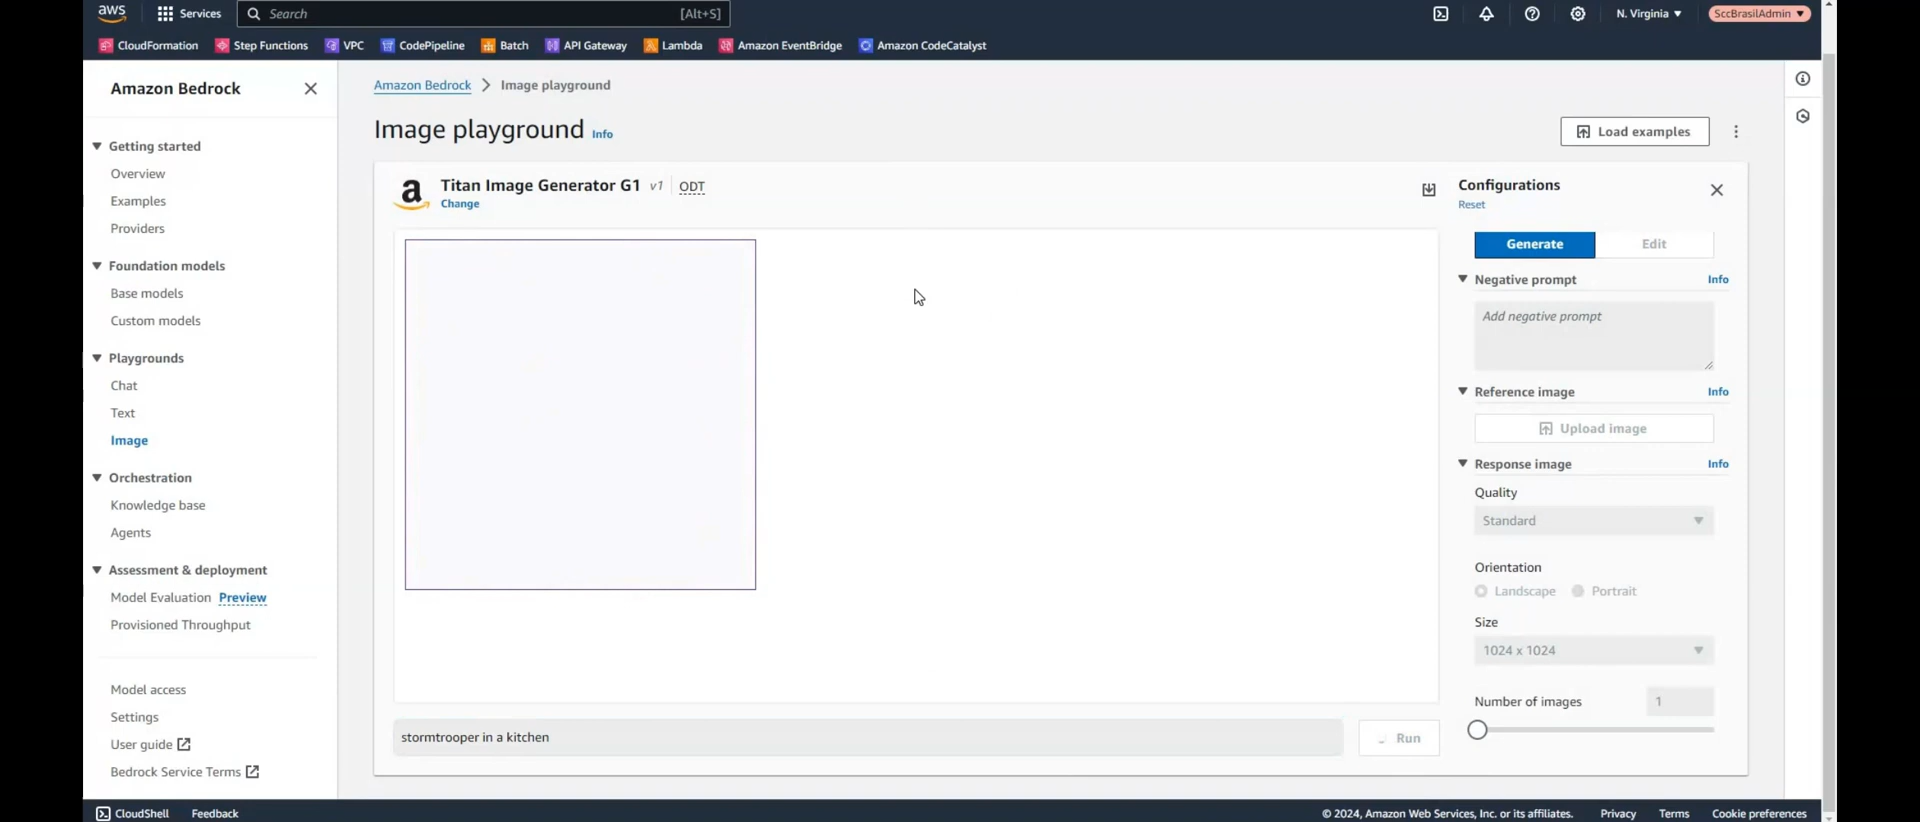 aws
Services
Search
[Alt+S]
N. Virginia
SccBrasilAdmin
CloudFormation
Step Functions
VPC
CodePipeline
Batch
API Gateway
Lambda
Amazon EventBridge
Amazon CodeCatalyst
Amazon Bedrock
Getting started
Overview
Examples
Providers
Foundation models
Base models
Custom models
Playgrounds
Chat
Text
Image
Orchestration
Knowledge base
Agents
Assessment & deployment
Model Evaluation Preview
Provisioned Throughput
Model access
Settings
User guide
Bedrock Service Terms
Amazon Bedrock
Image playground
Image playground Info
Load examples
a
Titan Image Generator G1 v1 ODT
Change
stormtrooper in a kitchen
Run
Configurations
Reset
Generate
Edit
Negative prompt Info
Add negative prompt
Reference image Info
Upload image
Response image Info
Quality
Standard
Orientation
Landscape
Portrait
Size
1024 x 1024
Number of images 1
CloudShell
Feedback
© 2024, Amazon Web Services, Inc. or its affiliates.
Privacy
Terms
Cookie preferences